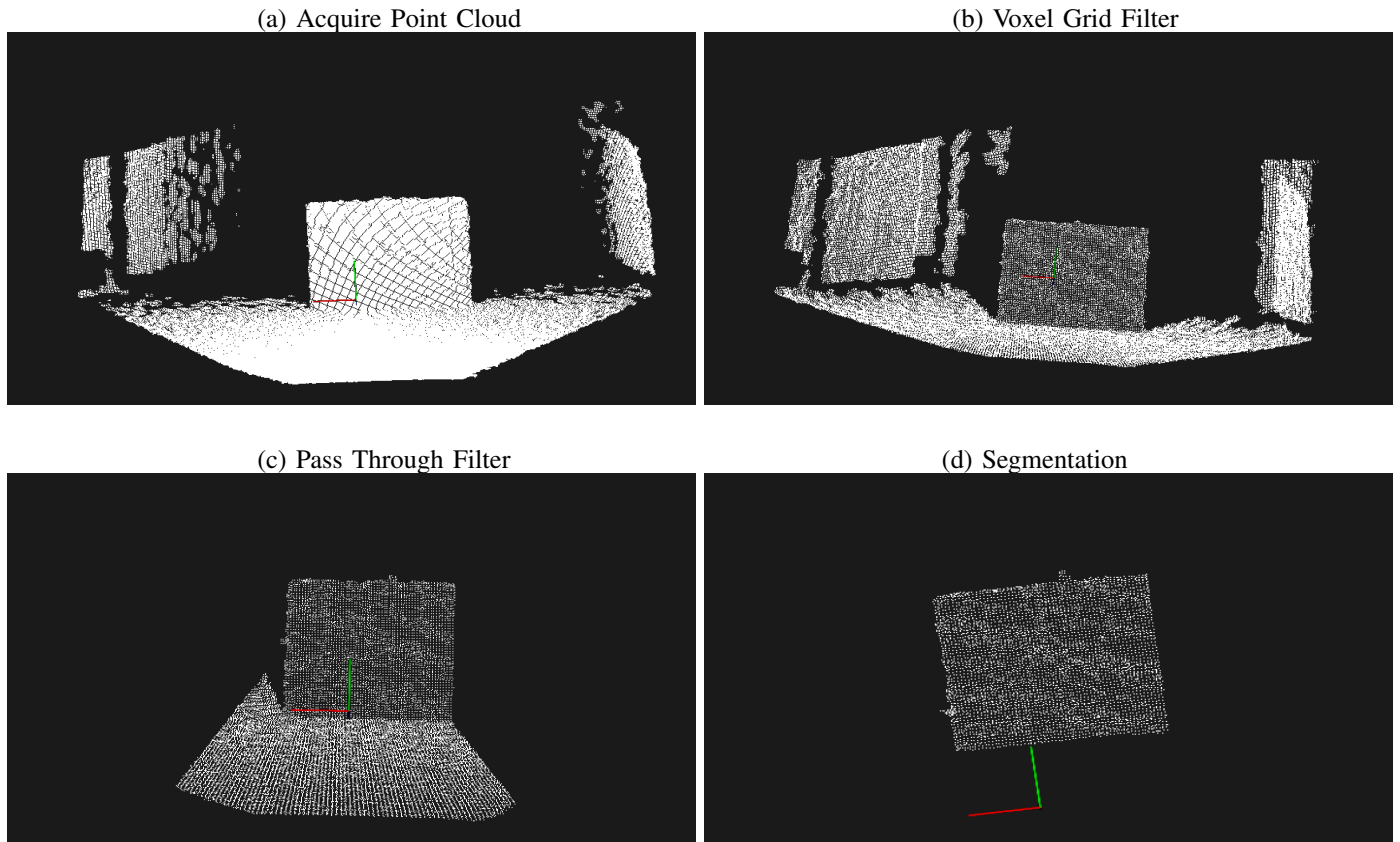 (a) Acquire Point Cloud
(b) Voxel Grid Filter
(c) Pass Through Filter
(d) Segmentation